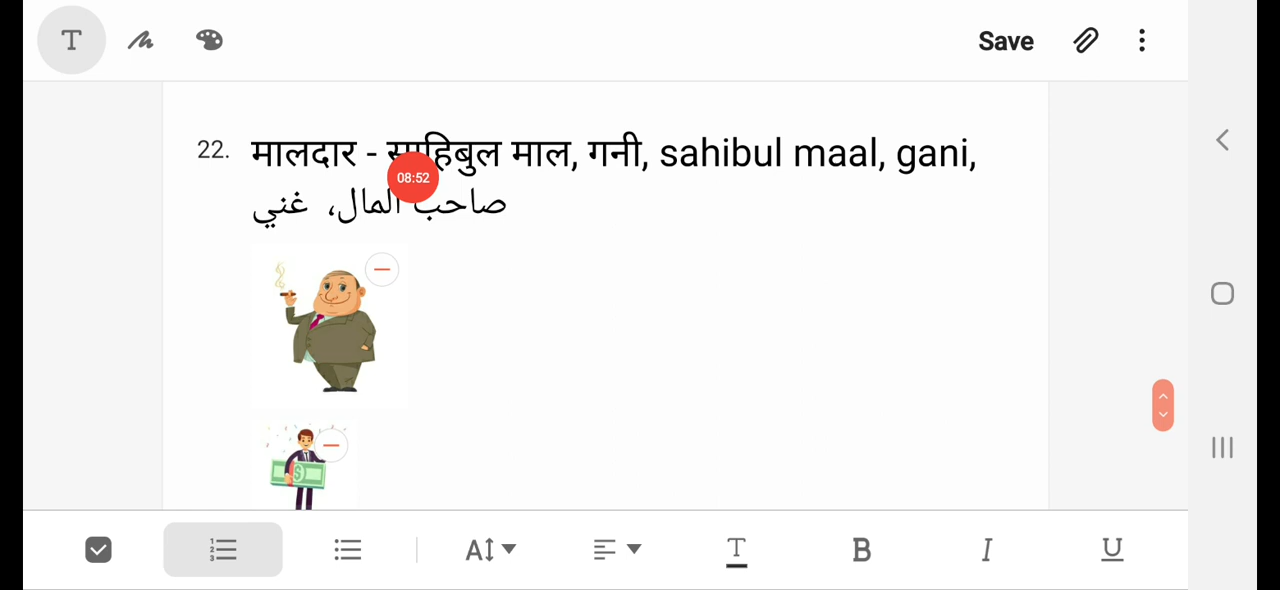 Save
22. मालदार - साहिबुल माल, गनी, sahibul maal, gani,
صاحب المال، غني
08:52